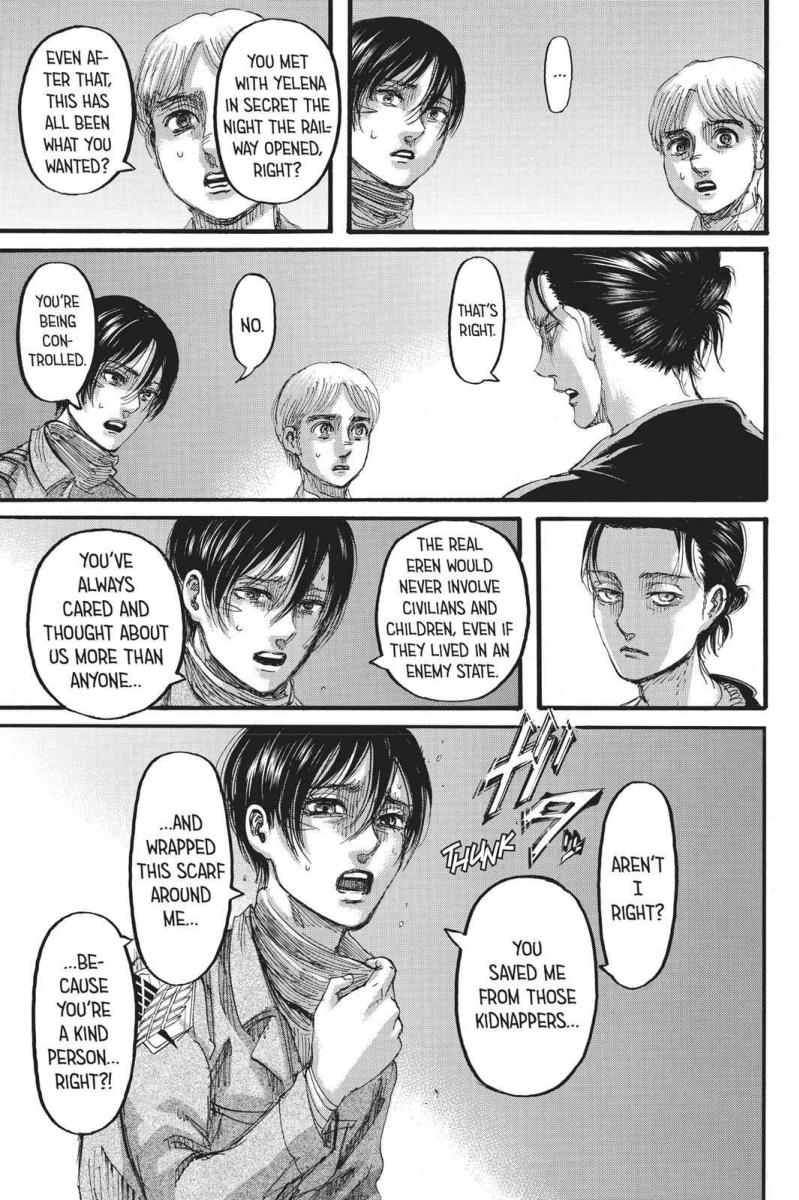 ...
YOU MET
WITH YELENA
IN SECRET THE
NIGHT THE RAIL-
WAY OPENED,
RIGHT?
EVEN AF-
TER THAT,
THIS HAS
ALL BEEN
WHAT YOU
WANTED?
THAT'S
RIGHT.
NO.
YOU'RE
BEING
CON-
TROLLED.
THE REAL
EREN WOULD
NEVER INVOLVE
CIVILIANS AND
CHILDREN, EVEN IF
THEY LIVED IN AN
ENEMY STATE.
YOU'VE
ALWAYS
CARED AND
THOUGHT ABOUT
US MORE THAN
ANYONE...
AREN'T
I
RIGHT?
ガタッ
THUNK
YOU
SAVED ME
FROM THOSE
KIDNAPPERS...
...AND
WRAPPED
THIS SCARF
AROUND
ME...
...BE-
CAUSE
YOU'RE
A KIND
PERSON...
RIGHT?!